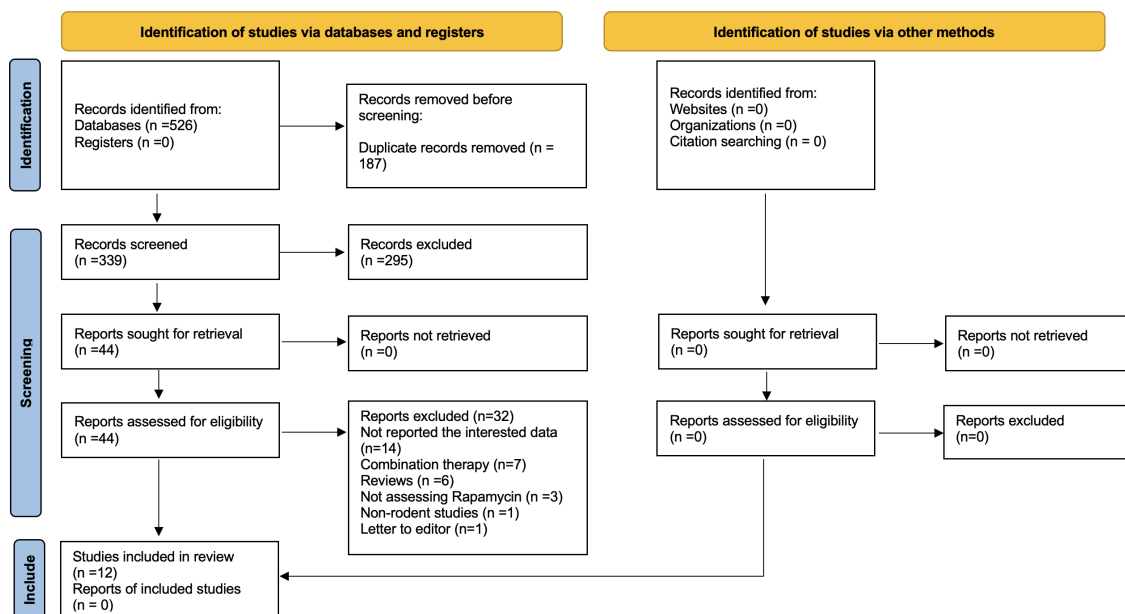 Identification of studies via databases and registers
Identification of studies via other methods
Identification
Records identified from:
Databases (n =526)
Registers (n =0)
Records removed before
screening:
Duplicate records removed (n =
187)
Records identified from:
Websites (n =0)
Organizations (n =0)
Citation searching (n = 0)
Screening
Records screened
(n =339)
Records excluded
(n =295)
Reports sought for retrieval
(n =44)
Reports not retrieved
(n =0)
Reports sought for retrieval
(n =0)
Reports not retrieved
(n =0)
Reports assessed for eligibility
(n =44)
Reports excluded (n=32)
Not reported the interested data
(n=14)
Combination therapy (n=7)
Reviews (n =6)
Not assessing Rapamycin (n =3)
Non-rodent studies (n =1)
Letter to editor (n=1)
Reports assessed for eligibility
(n =0)
Reports excluded
(n=0)
Include
Studies included in review
(n =12)
Reports of included studies
(n = 0)